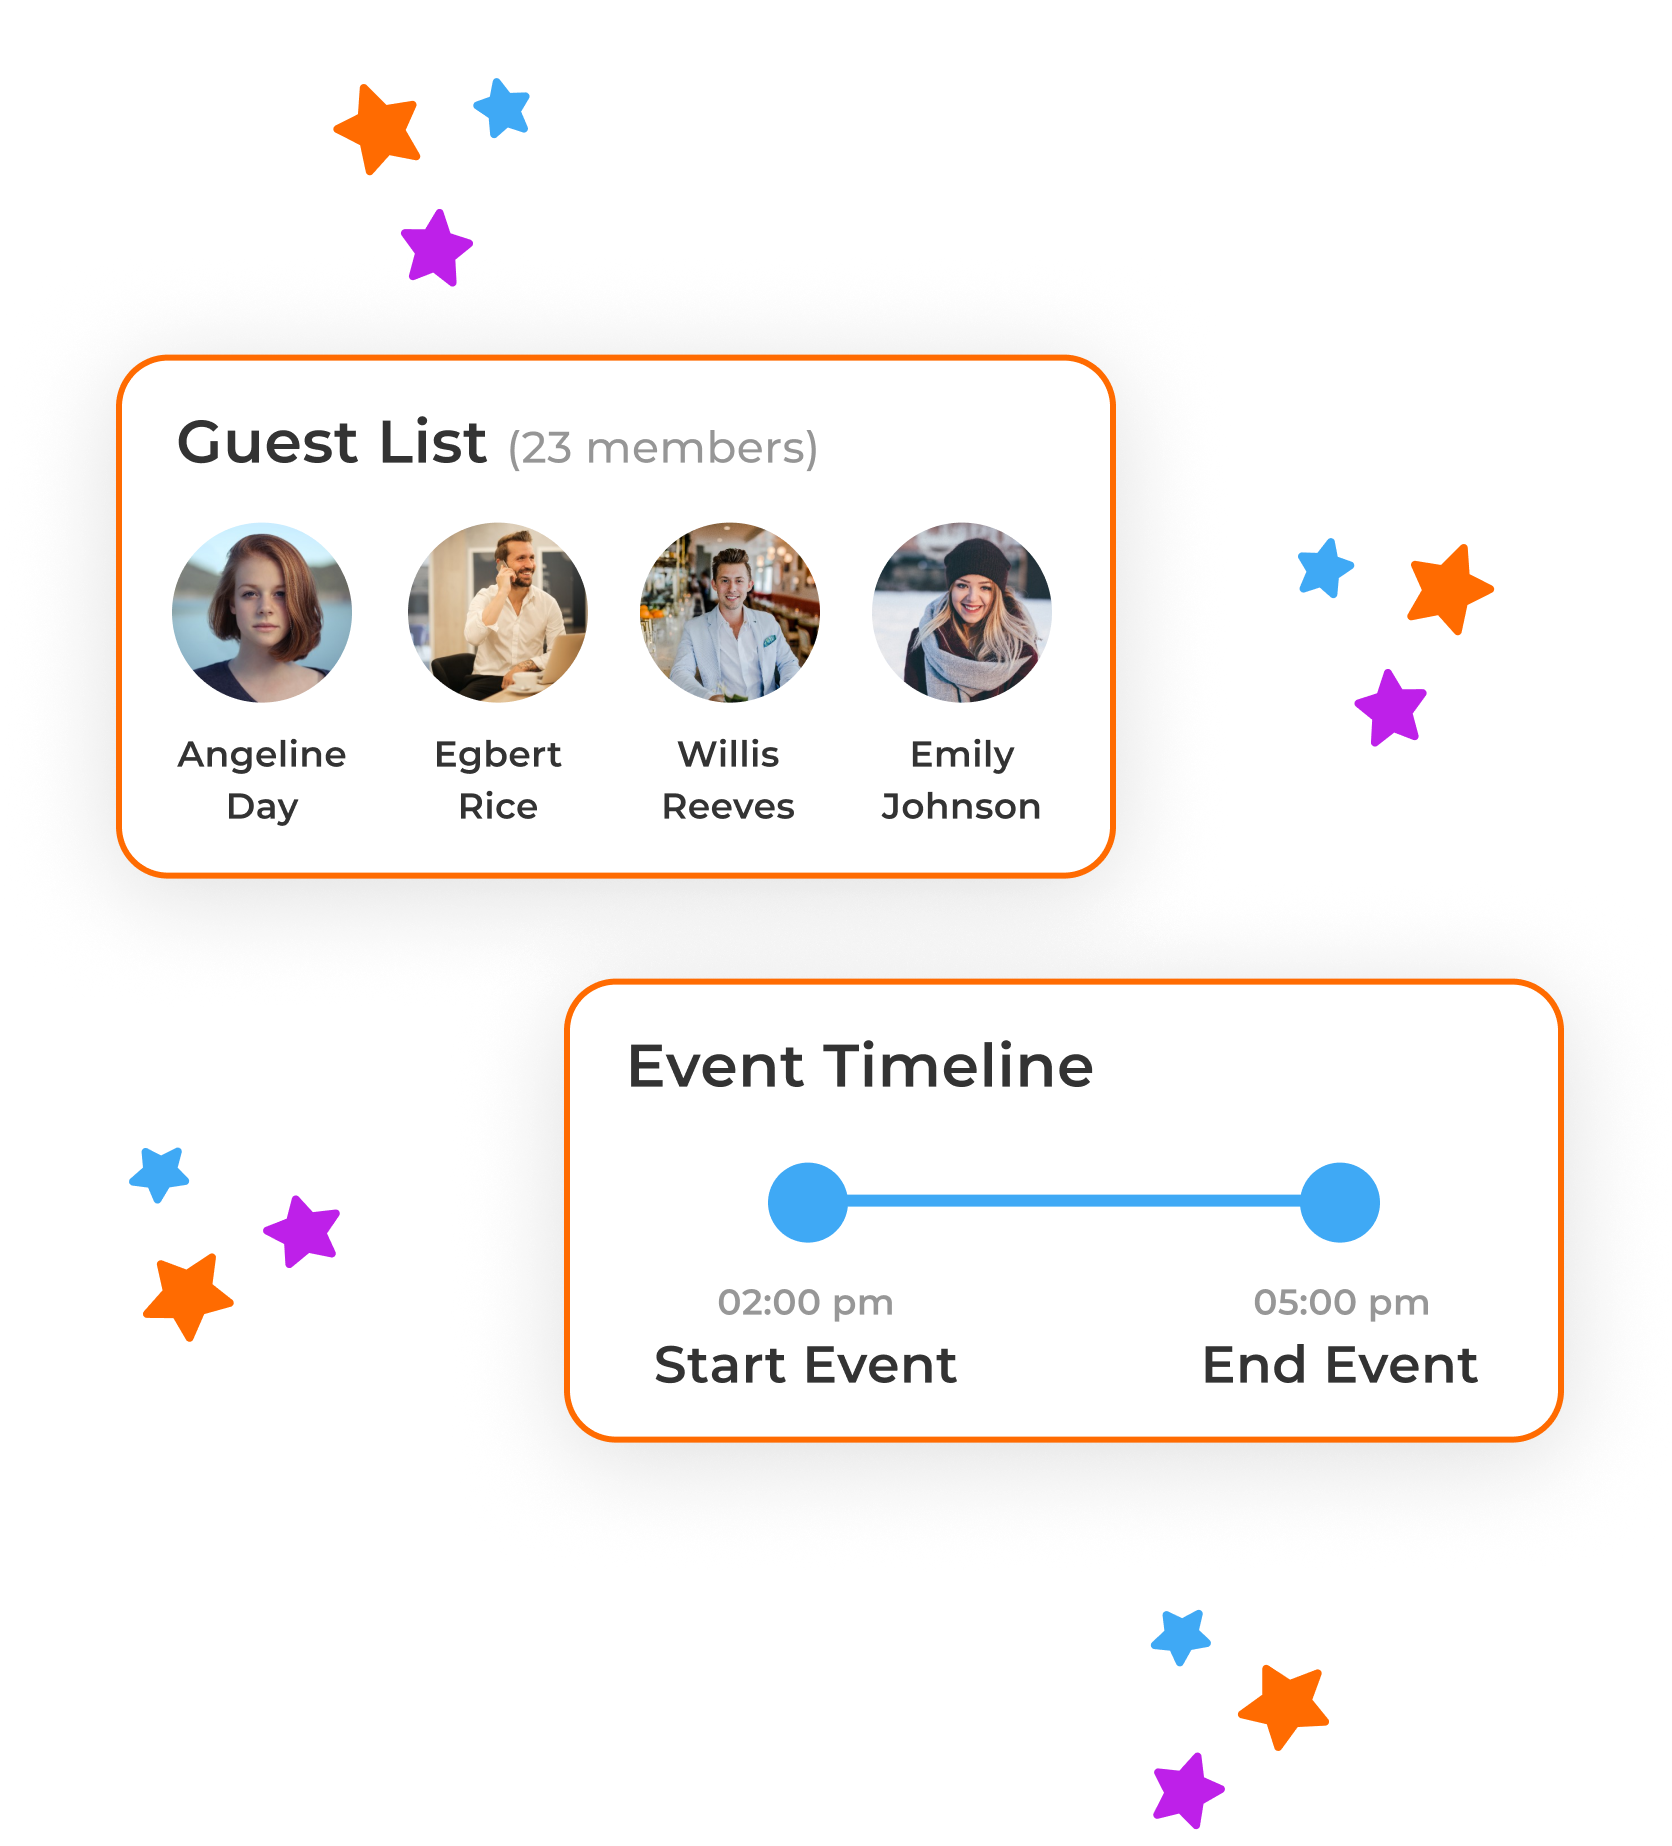 Guest List (23 members)
Angeline Day
Egbert Rice
Willis Reeves
Emily Johnson
Event Timeline
02:00 pm
Start Event
05:00 pm
End Event